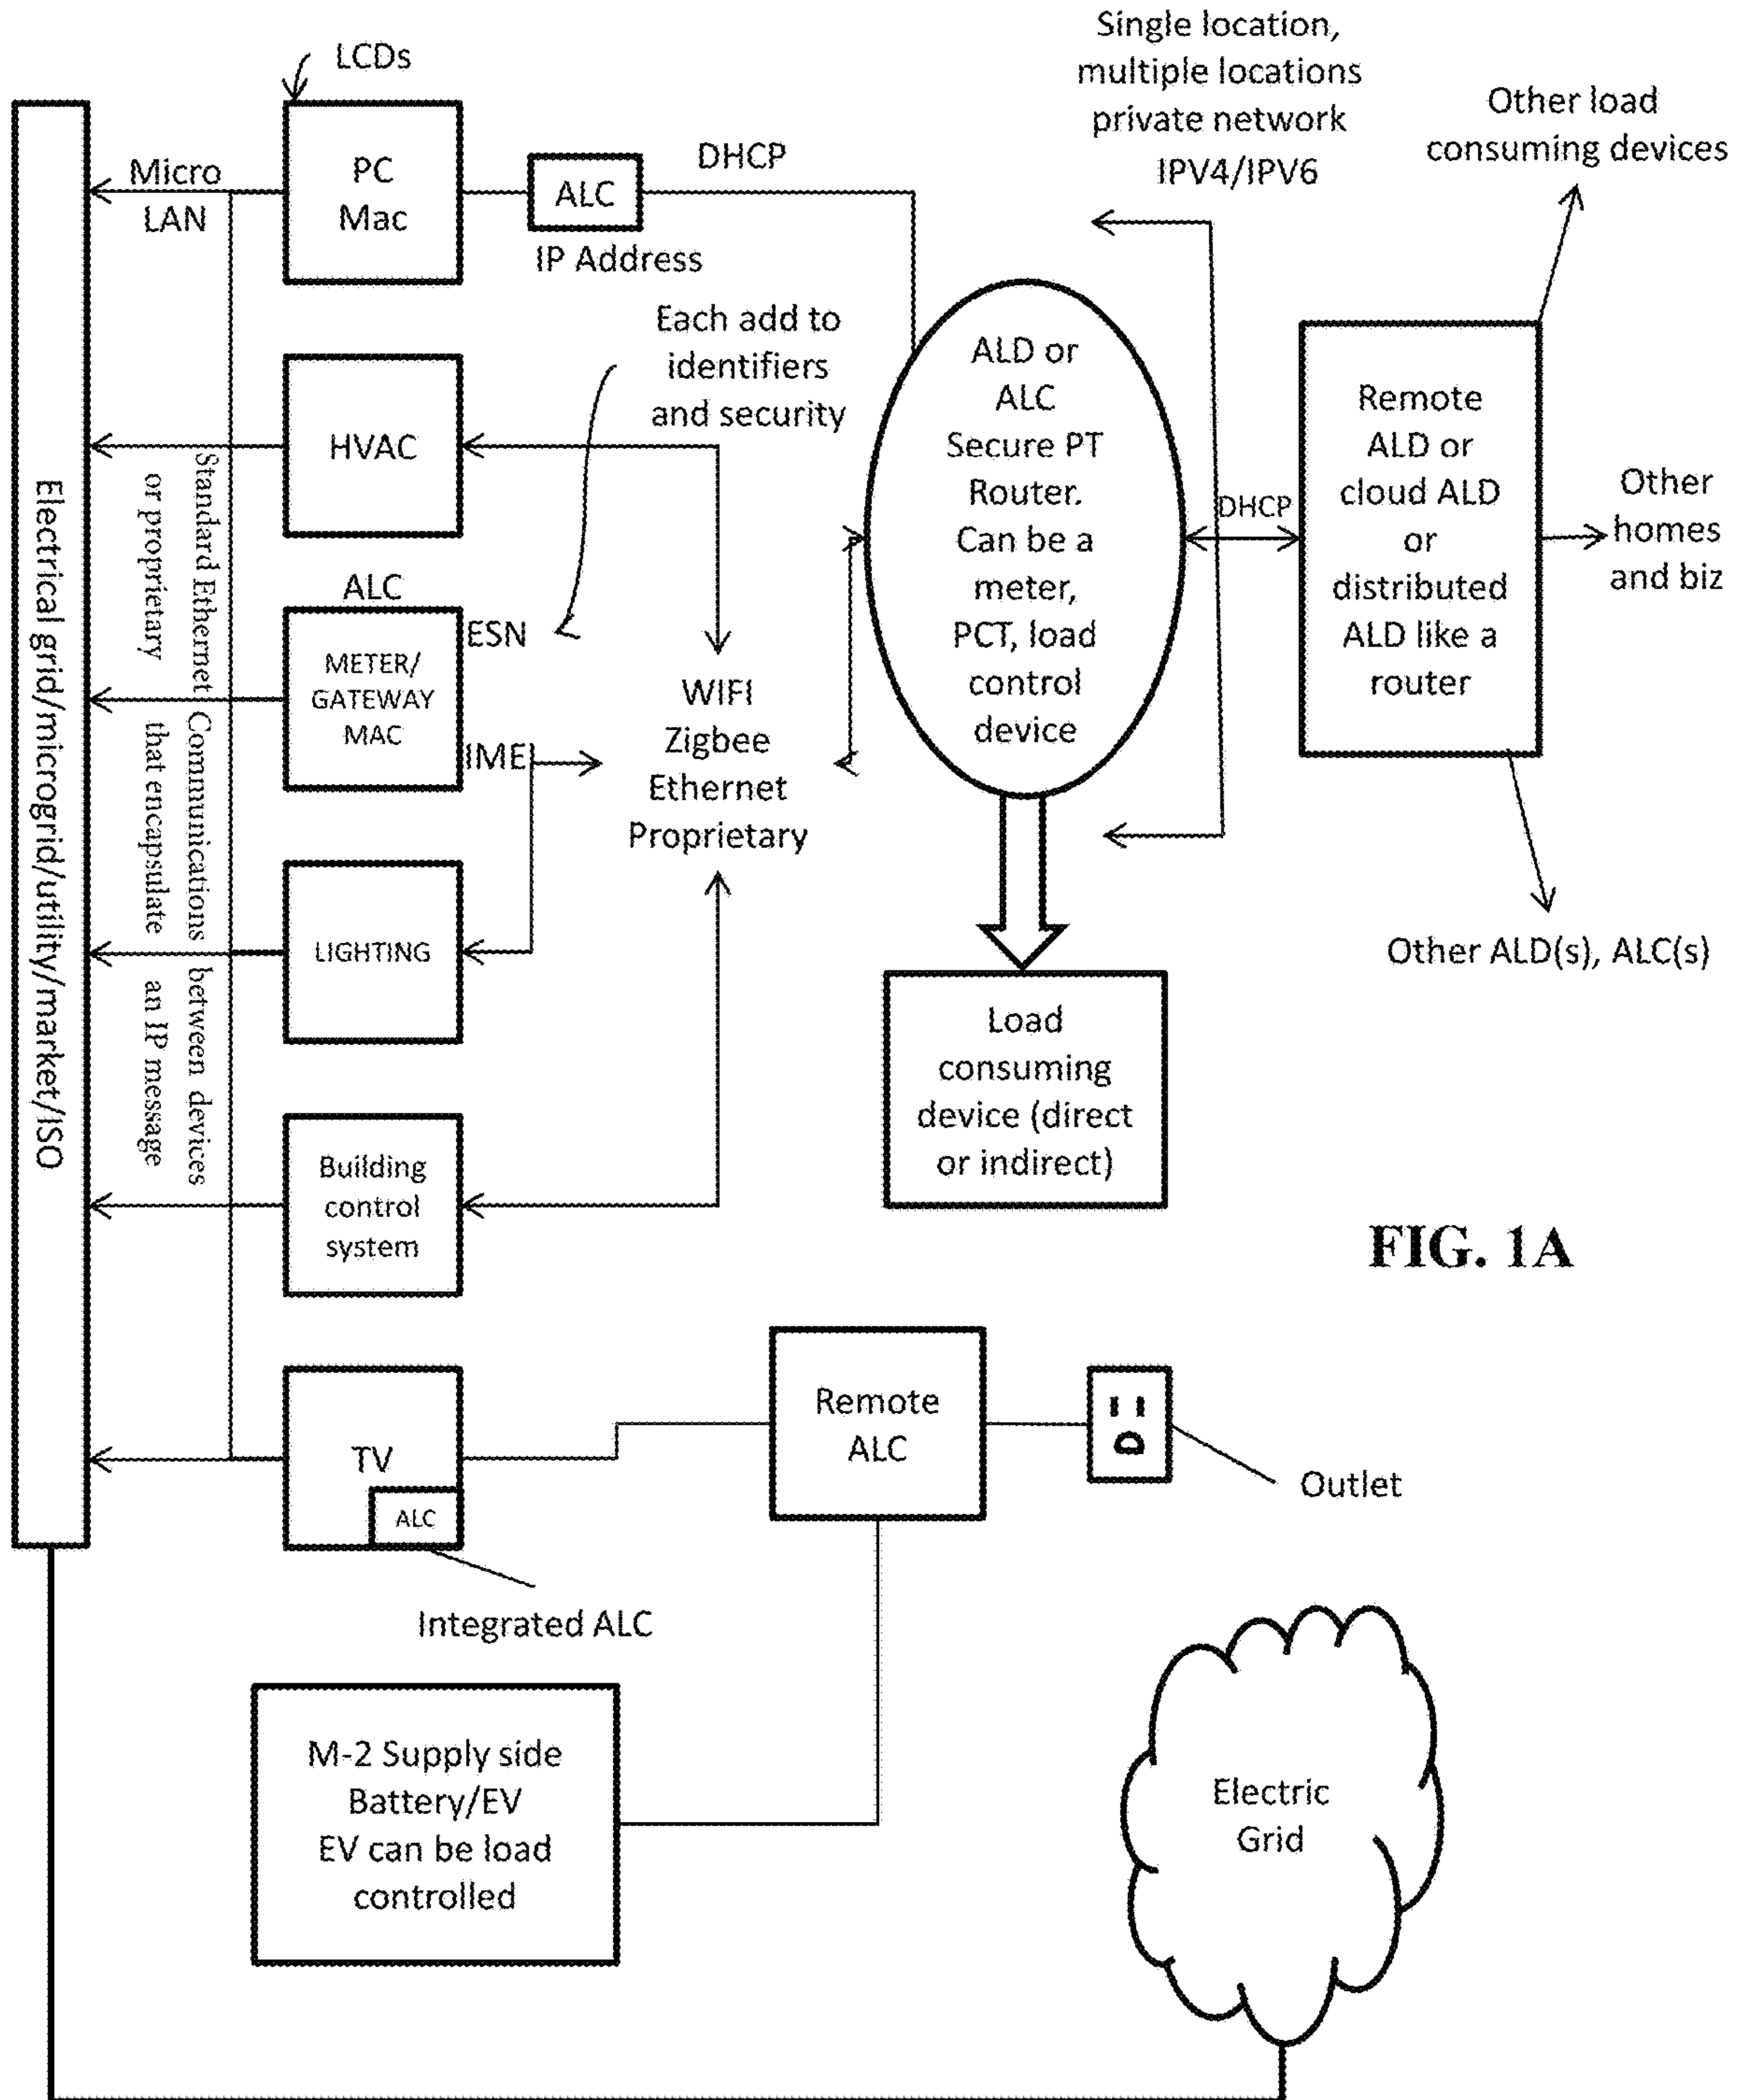 LCDs
Single location,
multiple locations
private network
IPV4/IPV6
Other load
consuming devices
Micro
LAN
PC
Mac
ALC
DHCP
IP Address
Each add to
identifiers
and security
HVAC
ALD or
ALC
Secure PT
Router.
Can be a
meter,
PCT, load
control
device
DHCP
Remote
ALD or
cloud ALD
or
distributed
ALD like a
router
Other
homes
and biz
Electrical grid/microgrid/utility/market/ISO
Standard Ethernet Communications between devices
or proprietary that encapsulate an IP message
ALC
METER/
GATEWAY
MAC
ESN
IMEI
WIFI
Zigbee
Ethernet
Proprietary
LIGHTING
Other ALD(s), ALC(s)
Load
consuming
device (direct
or indirect)
Building
control
system
FIG. 1A
TV
ALC
Remote
ALC
Outlet
Integrated ALC
M-2 Supply side
Battery/EV
EV can be load
controlled
Electric
Grid